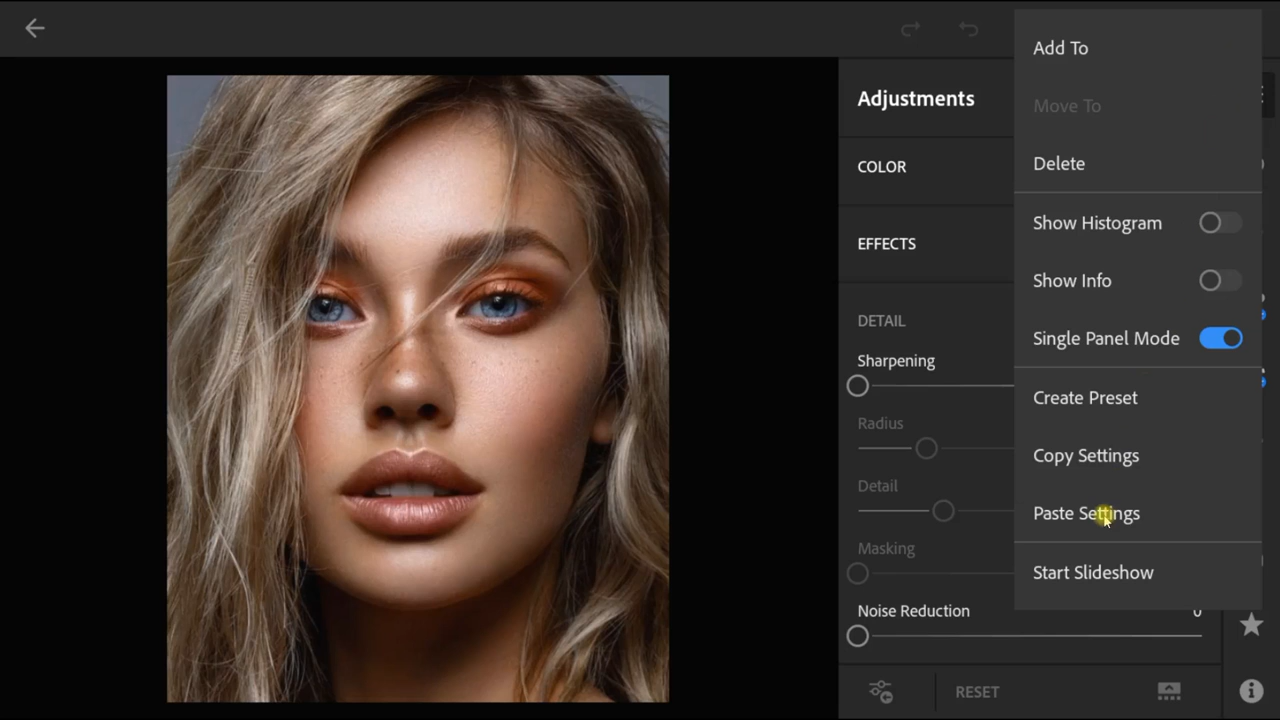 Adjustments
COLOR
EFFECTS
DETAIL
Sharpening
Radius
Detail
Masking
Noise Reduction
0
RESET
Add To
Move To
Delete
Show Histogram
Show Info
Single Panel Mode
Create Preset
Copy Settings
Paste Settings
Start Slideshow